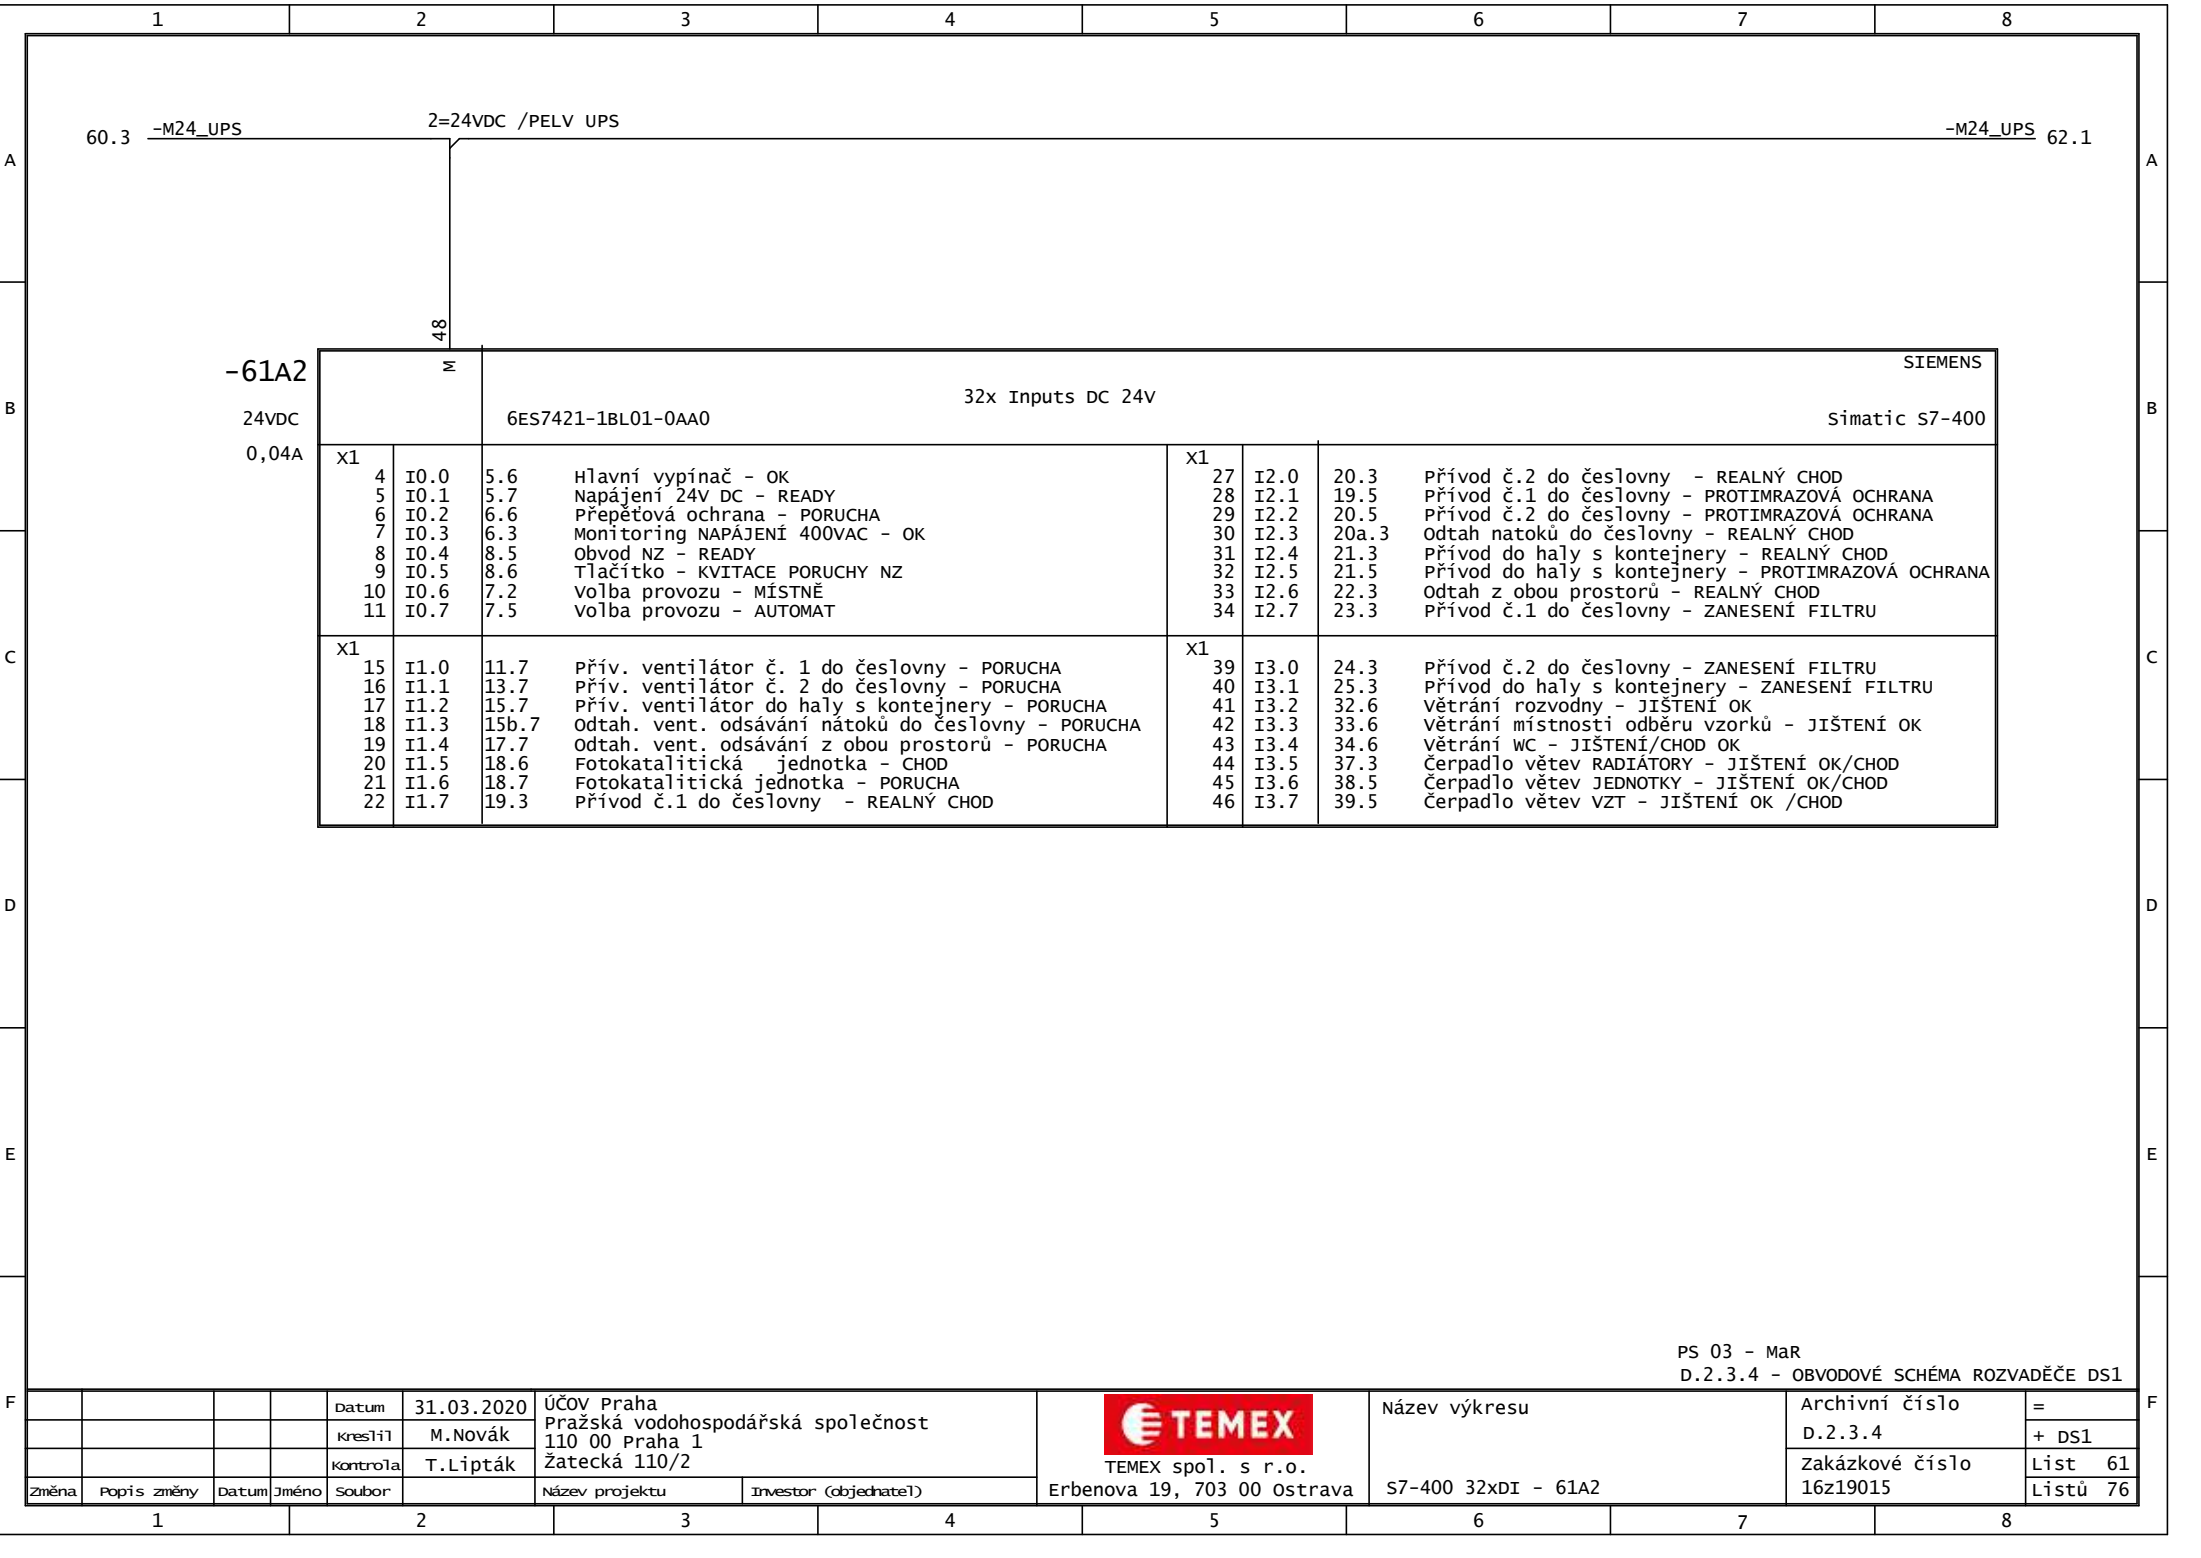 1 2 3 4 5 6 7 8
60.3 -M24_UPS 2=24VDC /PELV UPS -M24_UPS 62.1
A A
48
-61A2 M SIEMENS
32x Inputs DC 24V
B B
24VDC 6ES7421-1BL01-0AA0 Simatic S7-400
0,04A
X1
4 I0.0 5.6 Hlavní vypínač - OK
5 I0.1 5.7 Napájení 24V DC - READY
6 I0.2 6.6 Přepěťová ochrana - PORUCHA
7 I0.3 6.3 Monitoring NAPÁJENÍ 400VAC - OK
8 I0.4 8.5 Obvod NZ - READY
9 I0.5 8.6 Tlačítko - KVITACE PORUCHY NZ
10 I0.6 7.2 Volba provozu - MÍSTNĚ
11 I0.7 7.5 Volba provozu - AUTOMAT
X1
27 I2.0 20.3 Přívod č.2 do česlovny - REALNÝ CHOD
28 I2.1 19.5 Přívod č.1 do česlovny - PROTIMRAZOVÁ OCHRANA
29 I2.2 20.5 Přívod č.2 do česlovny - PROTIMRAZOVÁ OCHRANA
30 I2.3 20a.3 Odtah natoků do česlovny - REALNÝ CHOD
31 I2.4 21.3 Přívod do haly s kontejnery - REALNÝ CHOD
32 I2.5 21.5 Přívod do haly s kontejnery - PROTIMRAZOVÁ OCHRANA
33 I2.6 22.3 Odtah z obou prostorů - REALNÝ CHOD
34 I2.7 23.3 Přívod č.1 do česlovny - ZANESENÍ FILTRU
C C
X1
15 I1.0 11.7 Přív. ventilátor č. 1 do česlovny - PORUCHA
16 I1.1 13.7 Přív. ventilátor č. 2 do česlovny - PORUCHA
17 I1.2 15.7 Přív. ventilátor do haly s kontejnery - PORUCHA
18 I1.3 15b.7 Odtah. vent. odsávání nátoků do česlovny - PORUCHA
19 I1.4 17.7 Odtah. vent. odsávání z obou prostorů - PORUCHA
20 I1.5 18.6 Fotokatalitická jednotka - CHOD
21 I1.6 18.7 Fotokatalitická jednotka - PORUCHA
22 I1.7 19.3 Přívod č.1 do česlovny - REALNÝ CHOD
X1
39 I3.0 24.3 Přívod č.2 do česlovny - ZANESENÍ FILTRU
40 I3.1 25.3 Přívod do haly s kontejnery - ZANESENÍ FILTRU
41 I3.2 32.6 Větrání rozvodny - JIŠTENÍ OK
42 I3.3 33.6 Větrání místnosti odběru vzorků - JIŠTENÍ OK
43 I3.4 34.6 Větrání WC - JIŠTENÍ/CHOD OK
44 I3.5 37.3 Čerpadlo větev RADIÁTORY - JIŠTENÍ OK/CHOD
45 I3.6 38.5 Čerpadlo větev JEDNOTKY - JIŠTENÍ OK/CHOD
46 I3.7 39.5 Čerpadlo větev VZT - JIŠTENÍ OK /CHOD
D D
E E
PS 03 - MaR
D.2.3.4 - OBVODOVÉ SCHÉMA ROZVADĚČE DS1
F F
Datum 31.03.2020
Kreslil M.Novák
Kontrola T.Lipták
Změna Popis změny Datum Jméno Soubor
ÚČOV Praha
Pražská vodohospodářská společnost
110 00 Praha 1
Žatecká 110/2
Název projektu Investor (objednatel)
TEMEX
TEMEX spol. s r.o.
Erbenova 19, 703 00 Ostrava
Název výkresu
S7-400 32xDI - 61A2
Archivní číslo
D.2.3.4
Zakázkové číslo
16z19015
=
+ DS1
List 61
Listů 76
1 2 3 4 5 6 7 8